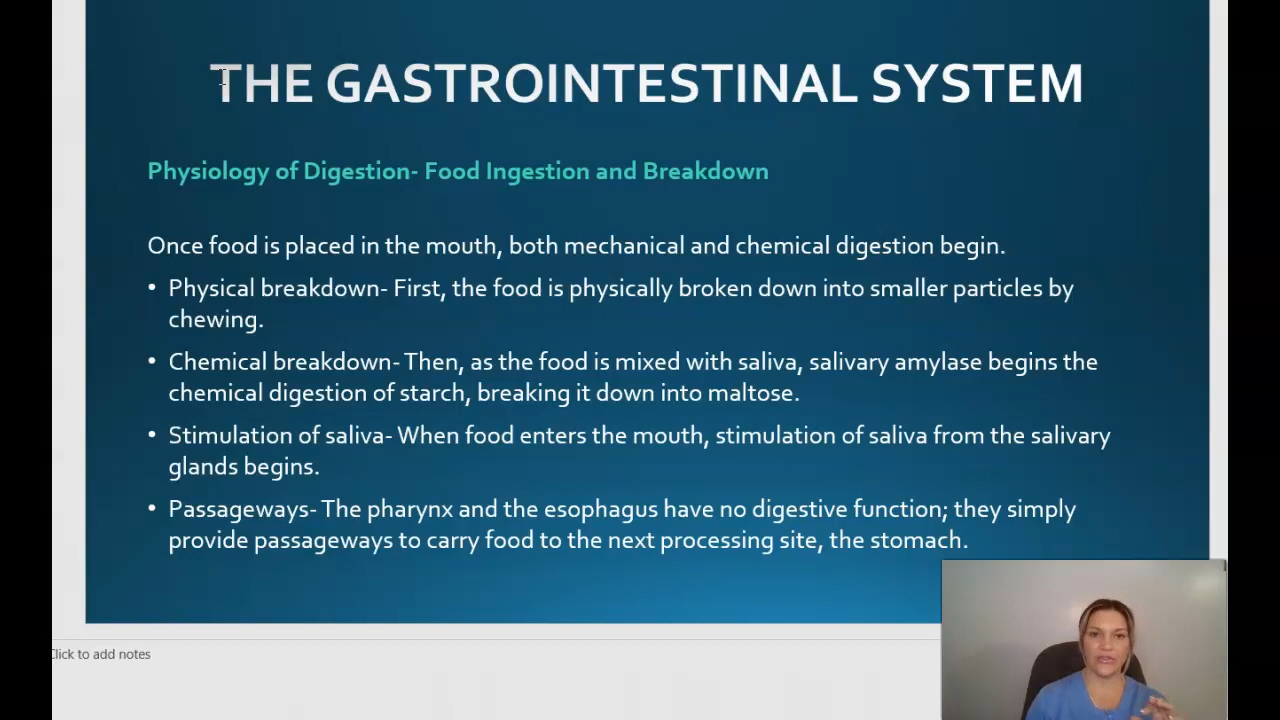 THE GASTROINTESTINAL SYSTEM
Physiology of Digestion- Food Ingestion and Breakdown
Once food is placed in the mouth, both mechanical and chemical digestion begin.
• Physical breakdown- First, the food is physically broken down into smaller particles by
chewing.
• Chemical breakdown- Then, as the food is mixed with saliva, salivary amylase begins the
chemical digestion of starch, breaking it down into maltose.
• Stimulation of saliva- When food enters the mouth, stimulation of saliva from the salivary
glands begins.
• Passageways- The pharynx and the esophagus have no digestive function; they simply
provide passageways to carry food to the next processing site, the stomach.
Click to add notes